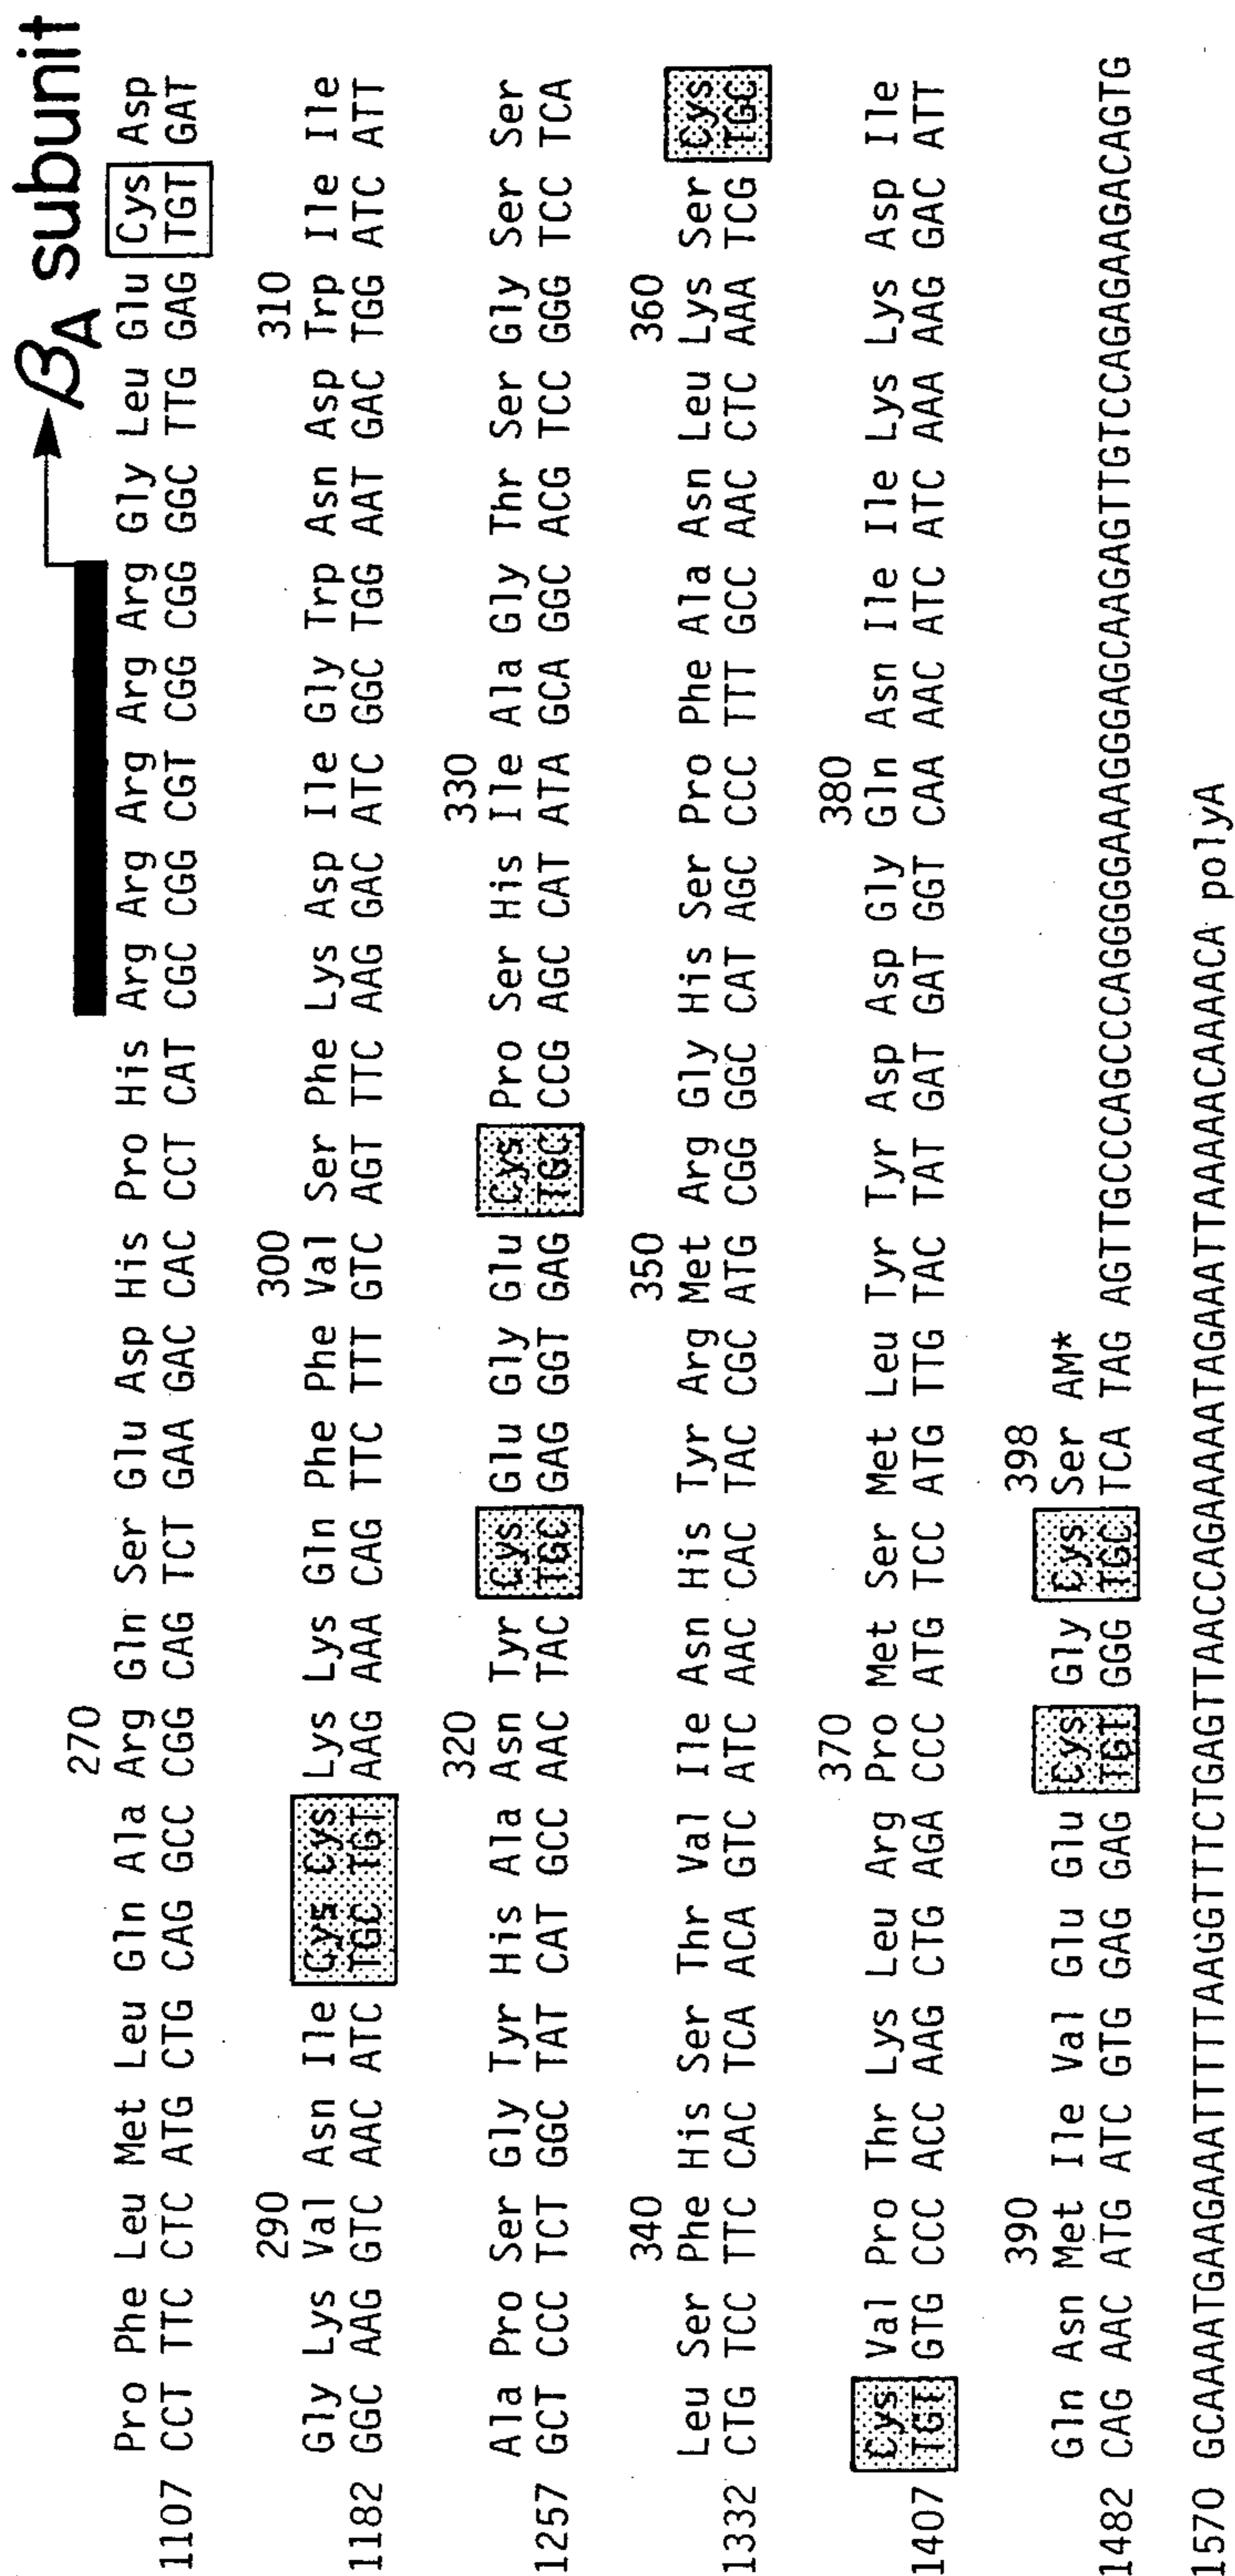 βA subunit
270
Pro Phe Leu Met Leu Gln Ala Arg Gln Ser Glu Asp His Pro His Arg Arg Arg Arg Arg Gly Leu Glu Cys Asp
1107 CCT TTC CTC ATG CTG CAG GCC CGG CAG TCT GAA GAC CAC CCT CAT CGC CGG CGT CGG CGG GGC TTG GAG TGT GAT
290 300 310
Gly Lys Val Asn Ile Cys Cys Lys Lys Gln Phe Phe Val Ser Phe Lys Asp Ile Gly Trp Asn Asp Trp Ile Ile
1182 GGC AAG GTC AAC ATC TGC TGT AAG AAA CAG TTC TTT GTC AGT TTC AAG GAC ATC GGC TGG AAT GAC TGG ATC ATT
320 330
Ala Pro Ser Gly Tyr His Ala Asn Tyr Cys Glu Gly Glu Cys Pro Ser His Ile Ala Gly Thr Ser Gly Ser Ser
1257 GCT CCC TCT GGC TAT CAT GCC AAC TAC TGC GAG GGT GAG TGC CCG AGC CAT ATA GCA GGC ACG TCC GGG TCC TCA
340 350 360
Leu Ser Phe His Ser Thr Val Ile Asn His Tyr Arg Met Arg Gly His Ser Pro Phe Ala Asn Leu Lys Ser Cys
1332 CTG TCC TTC CAC TCA ACA GTC ATC AAC CAC TAC CGC ATG CGG GGC CAT AGC CCC TTT GCC AAC CTC AAA TCG TGC
370 380
Cys Val Pro Thr Lys Leu Arg Pro Met Ser Met Leu Tyr Tyr Asp Asp Gly Gln Asn Ile Ile Lys Lys Asp Ile
1407 TGT GTG CCC ACC AAG CTG AGA CCC ATG TCC ATG TTG TAC TAT GAT GAT GGT CAA AAC ATC ATC AAA AAG GAC ATT
390 398
Gln Asn Met Ile Val Glu Glu Cys Gly Cys Ser AM*
1482 CAG AAC ATG ATC GTG GAG GAG TGT GGG TGC TCA TAG AGTTGCCCAGCCCAGGGGGAAAGGGAGCAAGAGTTGTCCAGAGAAGACAGTG
1570 GCAAAATGAAGAAATTTTTAAGGTTTCTGAGTTAACCAGAAAAATAGAAATTAAAAACAAAACA polyA